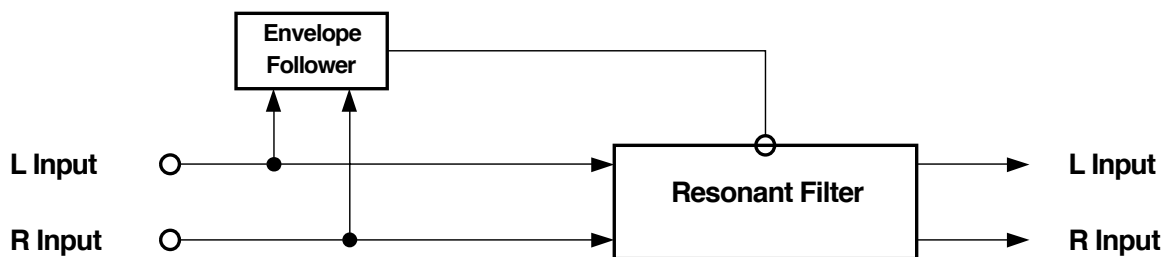 Envelope
Follower
L Input
Resonant Filter
L Input
R Input
R Input